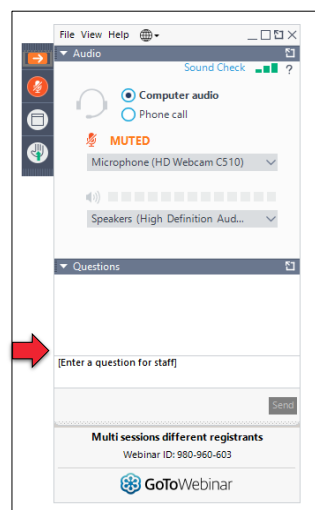 File View Help
Audio
Sound Check ?
Computer audio
Phone call
MUTED
Microphone (HD Webcam C510)
Speakers (High Definition Aud...
Questions
[Enter a question for staff]
Send
Multi sessions different registrants
Webinar ID: 980-960-603
GoToWebinar